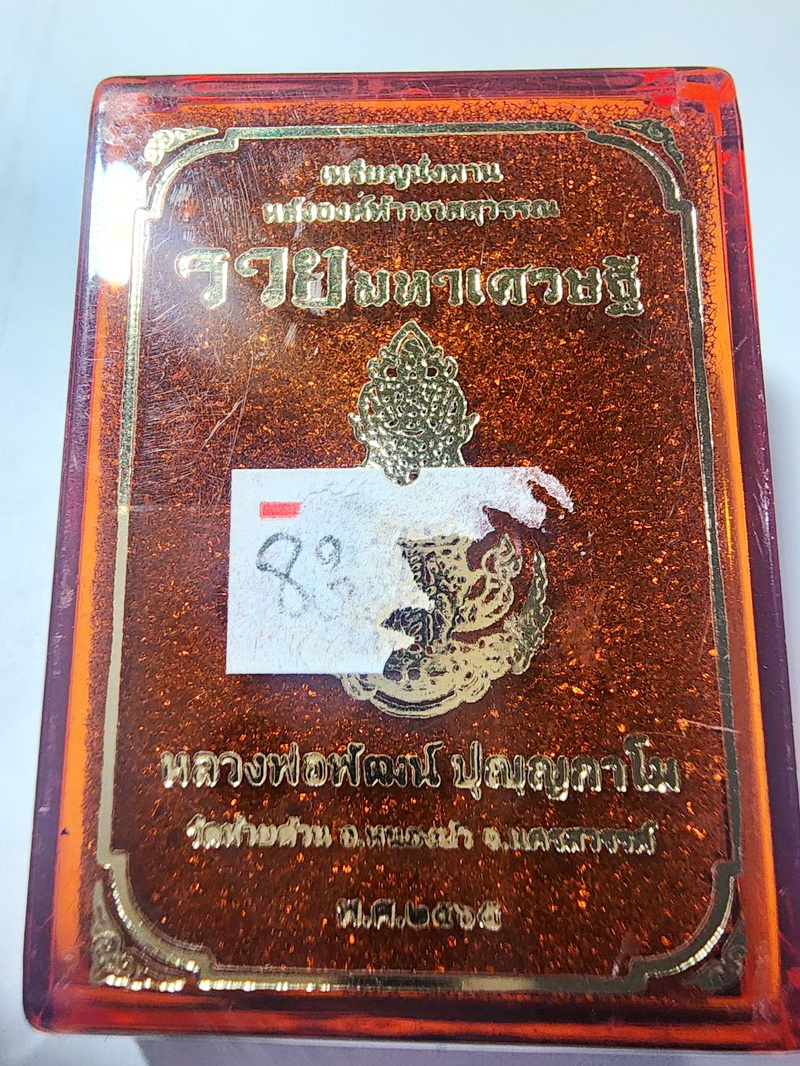 เหรียญนั่งพาน
หลังองค์ท้าวเวสสุวรรณ
รวยมหาเศรษฐี
หลวงพ่อพัฒน์ ปุญฺญกาโม
วัดห้วยด้วน อ.หนองบัว จ.นครสวรรค์
พ.ศ.๒๕๖๕